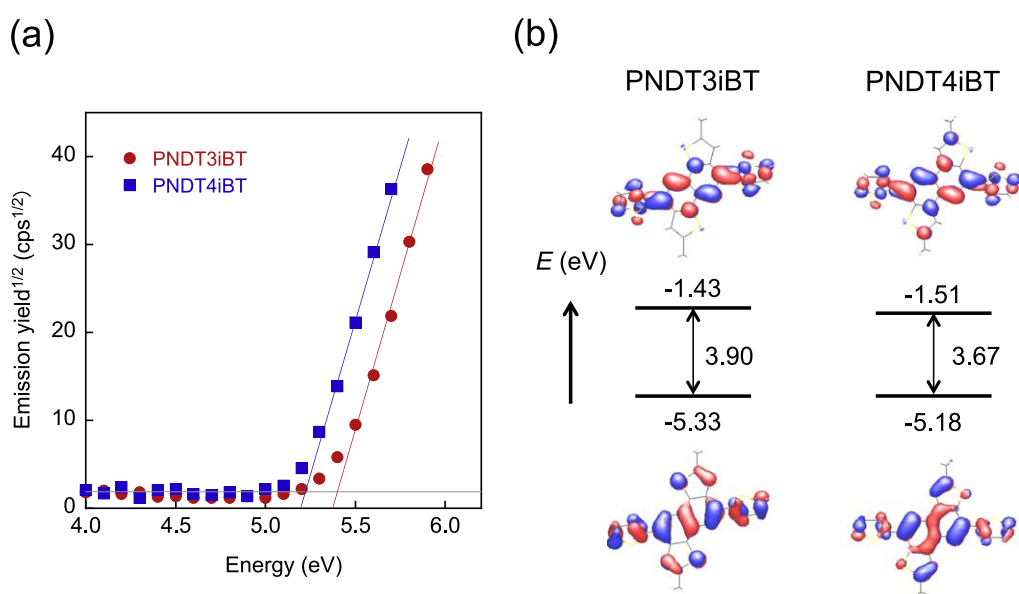 (a)
Emission yield1/2 (cps1/2)
40
30
20
10
0
4.0 4.5 5.0 5.5 6.0
Energy (eV)
PNDT3iBT
PNDT4iBT
(b)
PNDT3iBT PNDT4iBT
E (eV)
-1.43 -1.51
3.90 3.67
-5.33 -5.18